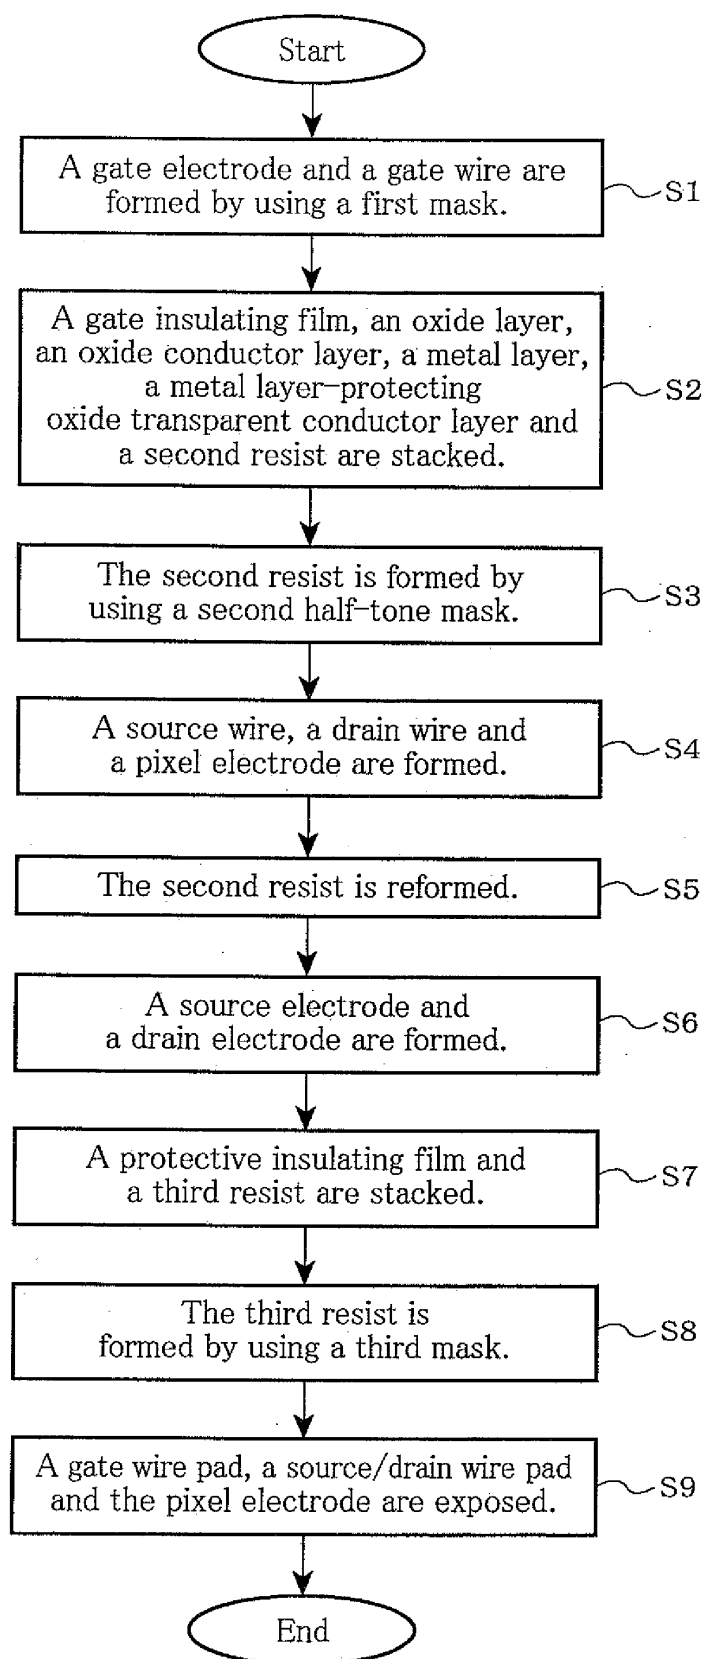 Start
A gate electrode and a gate wire are
formed by using a first mask.
S1
A gate insulating film, an oxide layer,
an oxide conductor layer, a metal layer,
a metal layer-protecting
oxide transparent conductor layer and
a second resist are stacked.
S2
The second resist is formed by
using a second half-tone mask.
S3
A source wire, a drain wire and
a pixel electrode are formed.
S4
The second resist is reformed.
S5
A source electrode and
a drain electrode are formed.
S6
A protective insulating film and
a third resist are stacked.
S7
The third resist is
formed by using a third mask.
S8
A gate wire pad, a source/drain wire pad
and the pixel electrode are exposed.
S9
End